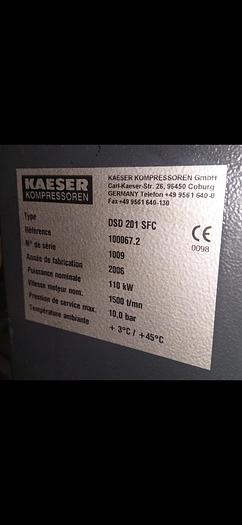 KAESER
KOMPRESSOREN
KAESER KOMPRESSOREN GmbH
Carl-Kaeser-Str. 26, 96450 Coburg
GERMANY Telefon +49 9561 640-0
Fax +49 9561 640-130
CE
0098
Type DSD 201 SFC
Référence 100067.2
N° de série 1009
Année de fabrication 2006
Puissance nominale 110 kW
Vitesse moteur nom. 1500 t/mn
Pression de service max. 10,0 bar
Température ambiante + 3°C / +45°C